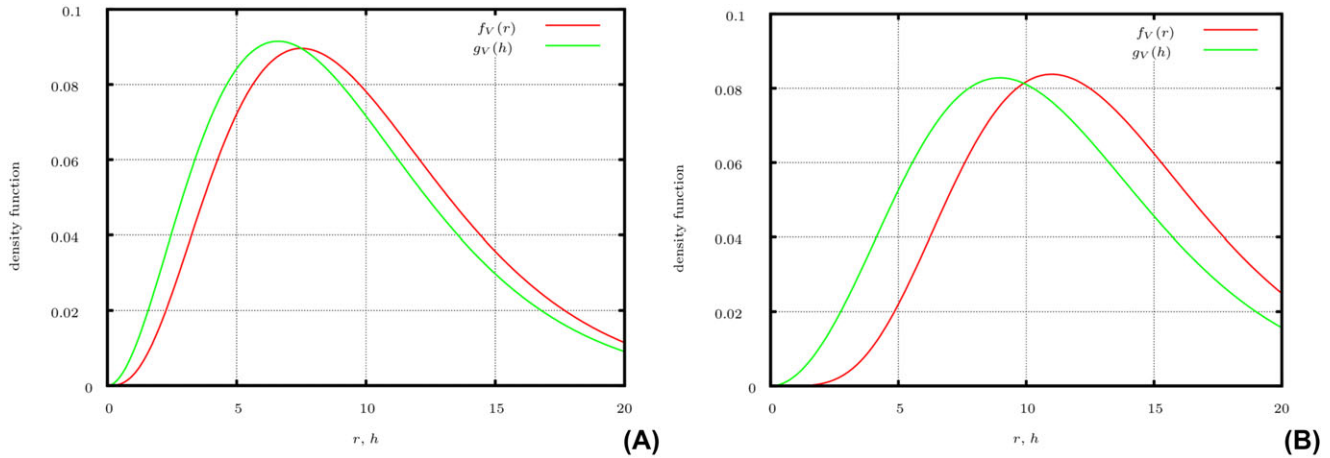 0.1
0.08
0.06
0.04
0.02
0
0 5 10 15 20
density function
r, h
f_V(r)
g_V(h)
(A)
0.1
0.08
0.06
0.04
0.02
0
0 5 10 15 20
density function
r, h
f_V(r)
g_V(h)
(B)